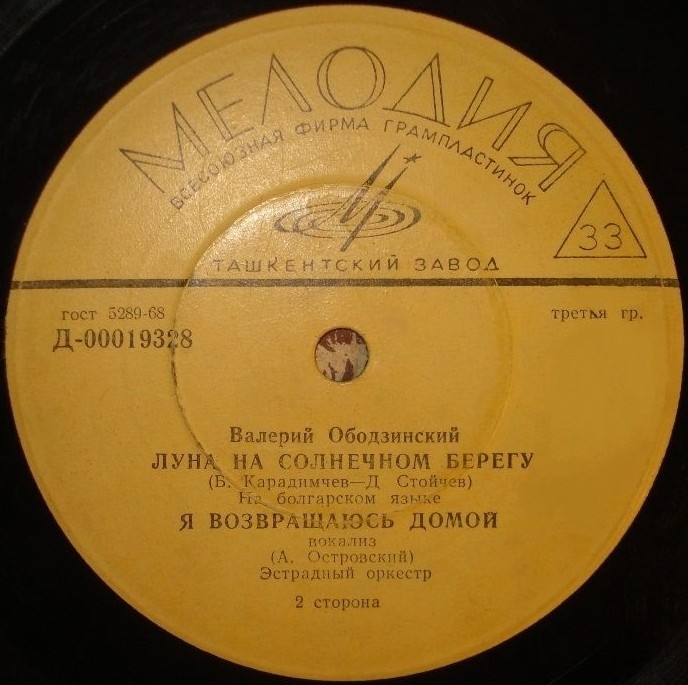 МЕЛОДИЯ
ВСЕСОЮЗНАЯ ФИРМА ГРАМПЛАСТИНОК
33
ТАШКЕНТСКИЙ ЗАВОД
гост 5289-68
третья гр.
Д-00019328
Валерий Ободзинский
ЛУНА НА СОЛНЕЧНОМ БЕРЕГУ
(Б. Карадимчев—Д Стойчев)
На болгарском языке
Я ВОЗВРАЩАЮСЬ ДОМОЙ
вокализ
(А. Островский)
Эстрадный оркестр
2 сторона